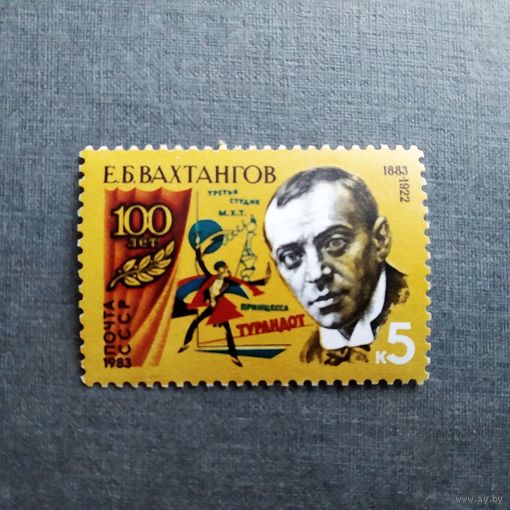 Е.Б.ВАХТАНГОВ
1883-1922
100
ЛЕТ
ТРЕТЬЯ
СТУДИЯ
М.Х.Т.
ПРИНЦЕССА
ТУРАНДОТ
ПОЧТА
СССР
1983
К5
www.ay.by